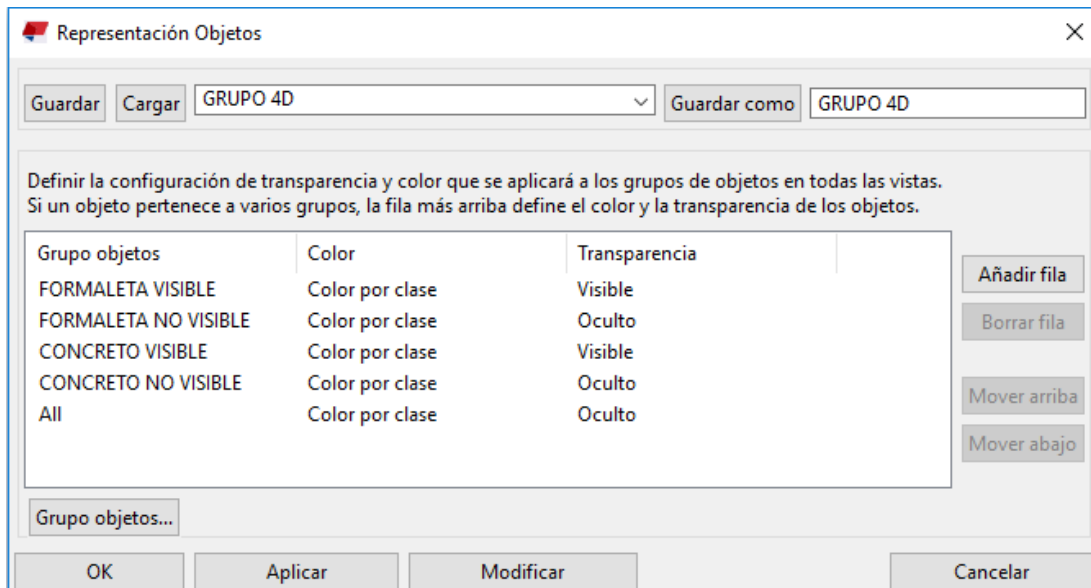 Representación Objetos
Guardar Cargar GRUPO 4D Guardar como GRUPO 4D
Definir la configuración de transparencia y color que se aplicará a los grupos de objetos en todas las vistas.
Si un objeto pertenece a varios grupos, la fila más arriba define el color y la transparencia de los objetos.
Grupo objetos Color Transparencia
FORMALETA VISIBLE Color por clase Visible
FORMALETA NO VISIBLE Color por clase Oculto
CONCRETO VISIBLE Color por clase Visible
CONCRETO NO VISIBLE Color por clase Oculto
All Color por clase Oculto
Añadir fila
Borrar fila
Mover arriba
Mover abajo
Grupo objetos...
OK Aplicar Modificar Cancelar